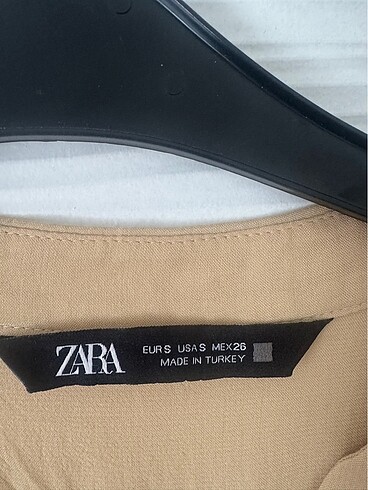 ZARA
EUR S USA S MEX 26
MADE IN TURKEY